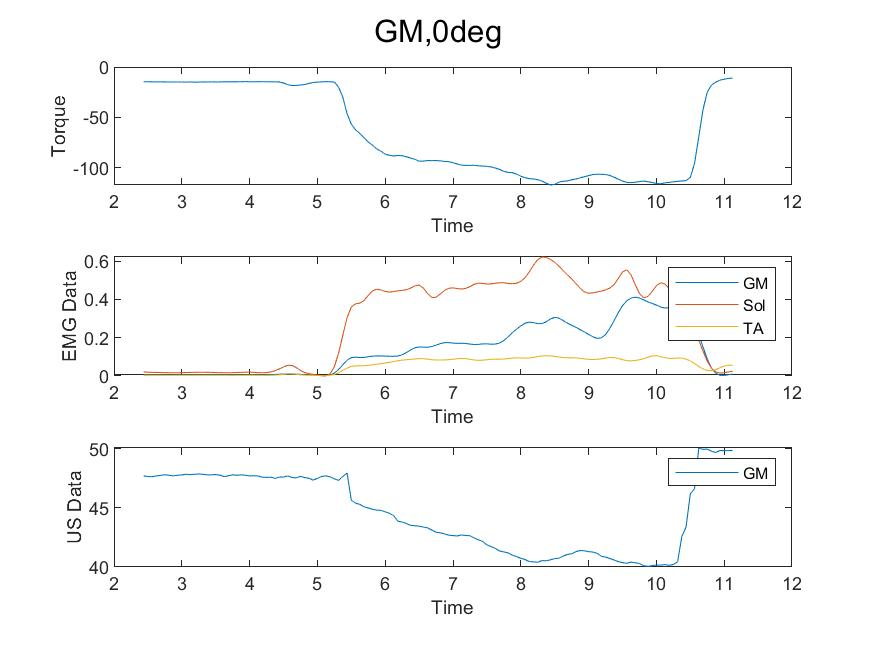 GM,0deg
0
-50
-100
Torque
2 3 4 5 6 7 8 9 10 11 12
Time
0.6
0.4
0.2
0
EMG Data
GM
Sol
TA
2 3 4 5 6 7 8 9 10 11 12
Time
50
45
40
US Data
GM
2 3 4 5 6 7 8 9 10 11 12
Time